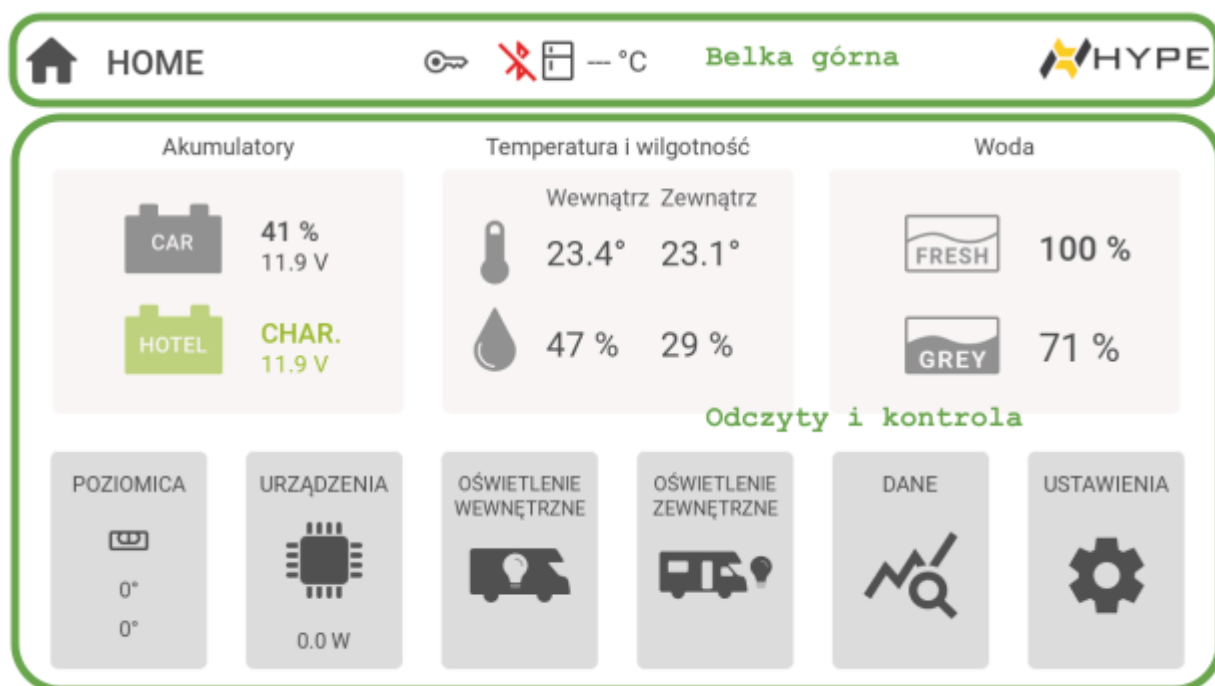 HOME
--- °C
Belka górna
HYPE
Akumulatory
Temperatura i wilgotność
Woda
CAR
41 %
11.9 V
HOTEL
CHAR.
11.9 V
Wewnątrz Zewnątrz
23.4° 23.1°
47 % 29 %
FRESH
100 %
GREY
71 %
Odczyty i kontrola
POZIOMICA
0°
0°
URZĄDZENIA
0.0 W
OŚWIETLENIE
WEWNĘTRZNE
OŚWIETLENIE
ZEWNĘTRZNE
DANE
USTAWIENIA